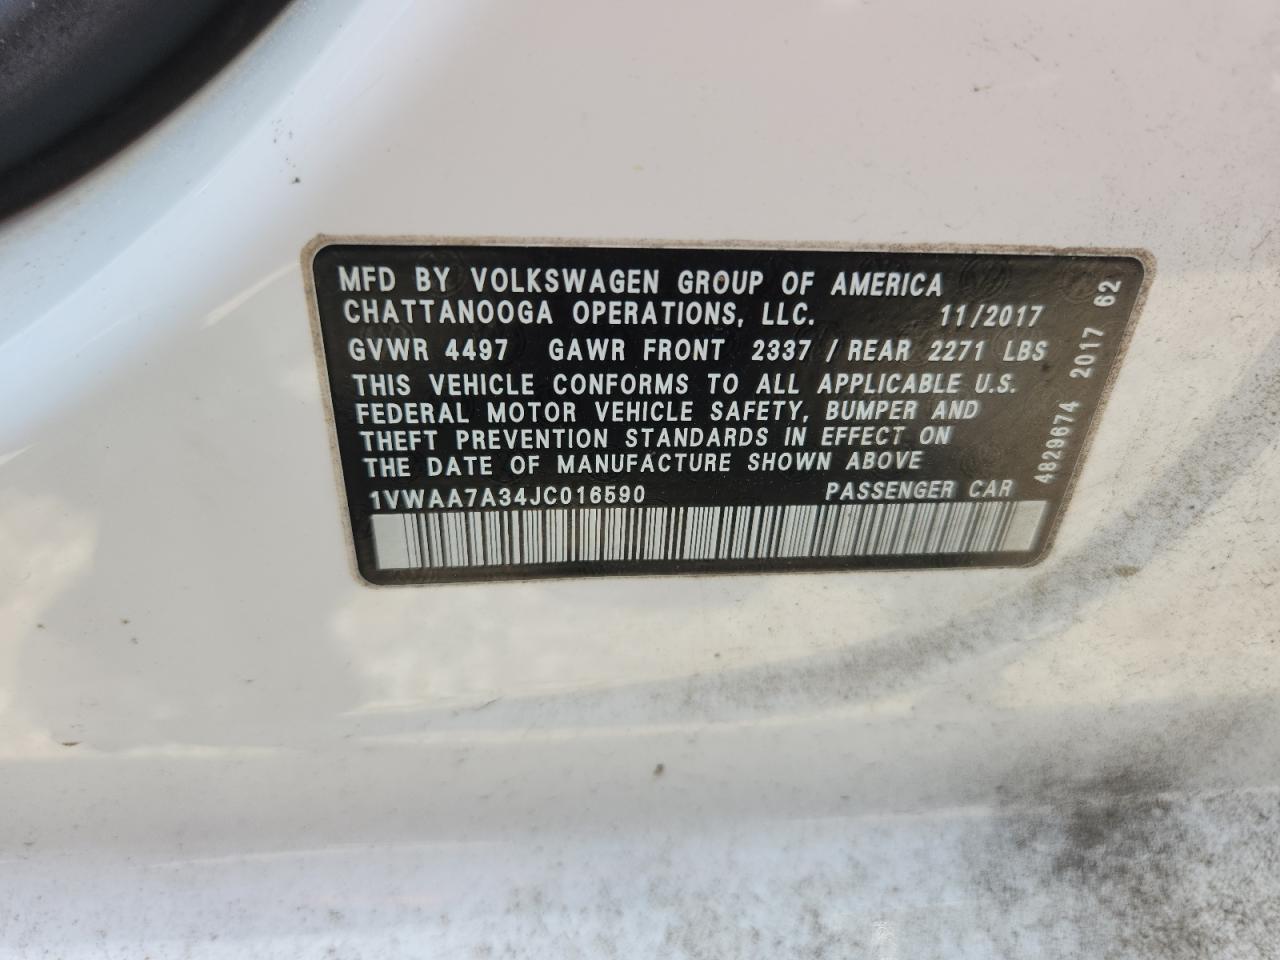 MFD BY VOLKSWAGEN GROUP OF AMERICA
CHATTANOOGA OPERATIONS, LLC. 11/2017
GVWR 4497 GAWR FRONT 2337 / REAR 2271 LBS
THIS VEHICLE CONFORMS TO ALL APPLICABLE U.S.
FEDERAL MOTOR VEHICLE SAFETY, BUMPER AND
THEFT PREVENTION STANDARDS IN EFFECT ON
THE DATE OF MANUFACTURE SHOWN ABOVE
1VWAA7A34JC016590 PASSENGER CAR
4829674 2017 62